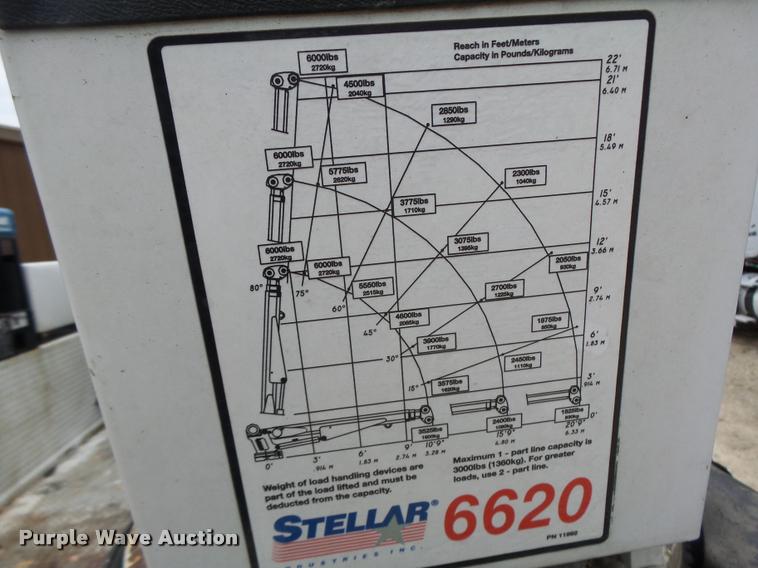 Reach in Feet/Meters
Capacity in Pounds/Kilograms
6000lbs
2720kg
22'
6.71 M
4500lbs
2040kg
21'
6.40 M
2850lbs
1290kg
18'
5.49 M
6000lbs
2720kg
5775lbs
2620kg
2300lbs
1040kg
15'
4.57 M
3775lbs
1710kg
6000lbs
2720kg
6000lbs
2720kg
3075lbs
1395kg
12'
3.66 M
2050lbs
930kg
80°
75°
5550lbs
2515kg
2700lbs
1225kg
9'
2.74 M
60°
45°
4600lbs
2085kg
1875lbs
850kg
6'
1.83 M
30°
3900lbs
1770kg
2450lbs
1110kg
15°
3575lbs
1620kg
3'
.914 M
0
3'
.914 M
6'
1.83 M
9'
2.74 M
3525lbs
1600kg
10'9"
3.28 M
2400lbs
1090kg
15'9"
4.80 M
1825lbs
830kg
20'9"
6.33 M
0'
Weight of load handling devices are
part of the load lifted and must be
deducted from the capacity.
Maximum 1 - part line capacity is
3000lbs (1360kg). For greater
loads, use 2 - part line.
STELLAR®
INDUSTRIES INC.
6620
Purple Wave Auction